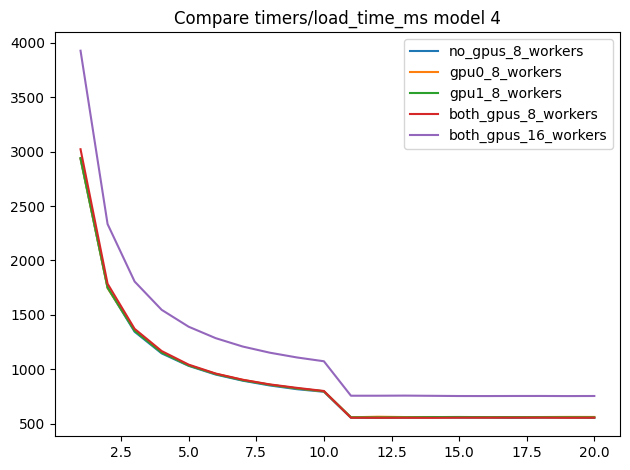 Compare timers/load_time_ms model 4
no_gpus_8_workers
gpu0_8_workers
gpu1_8_workers
both_gpus_8_workers
both_gpus_16_workers
4000
3500
3000
2500
2000
1500
1000
500
2.5 5.0 7.5 10.0 12.5 15.0 17.5 20.0